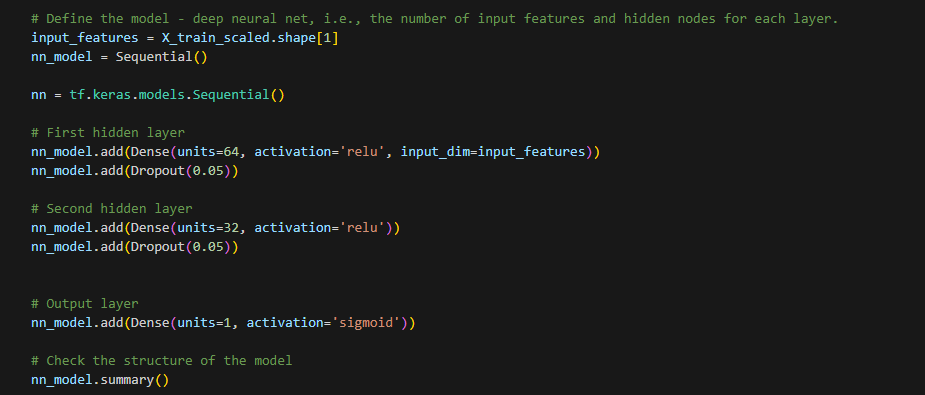 # Define the model - deep neural net, i.e., the number of input features and hidden nodes for each layer.
input_features = X_train_scaled.shape[1]
nn_model = Sequential()
nn = tf.keras.models.Sequential()
# First hidden layer
nn_model.add(Dense(units=64, activation='relu', input_dim=input_features))
nn_model.add(Dropout(0.05))
# Second hidden layer
nn_model.add(Dense(units=32, activation='relu'))
nn_model.add(Dropout(0.05))
# Output layer
nn_model.add(Dense(units=1, activation='sigmoid'))
# Check the structure of the model
nn_model.summary()